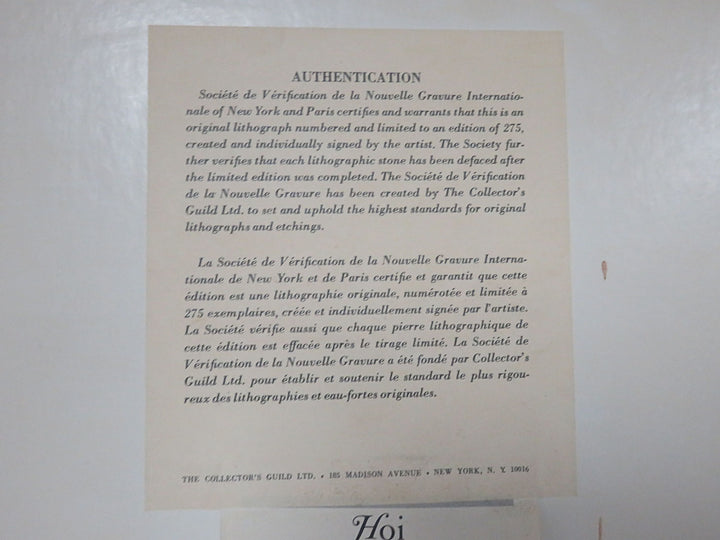 AUTHENTICATION
Société de Vérification de la Nouvelle Gravure Internatio-
nale of New York and Paris certifies and warrants that this is an
original lithograph numbered and limited to an edition of 275,
created and individually signed by the artist. The Society fur-
ther verifies that each lithographic stone has been defaced after
the limited edition was completed. The Société de Vérification
de la Nouvelle Gravure has been created by The Collector's
Guild Ltd. to set and uphold the highest standards for original
lithographs and etchings.
La Société de Vérification de la Nouvelle Gravure Interna-
tionale de New York et de Paris certifie et garantit que cette
édition est une lithographie originale, numérotée et limitée à
275 exemplaires, créée et individuellement signée par l'artiste.
La Société vérifie aussi que chaque pierre lithographique de
cette édition est effacée après le tirage limité. La Société de
Vérification de la Nouvelle Gravure a été fondé par Collector's
Guild Ltd. pour établir et soutenir le standard le plus rigou-
reux des lithographies et eau-fortes originales.
THE COLLECTOR'S GUILD LTD. • 185 MADISON AVENUE • NEW YORK, N. Y. 10016
Hoi